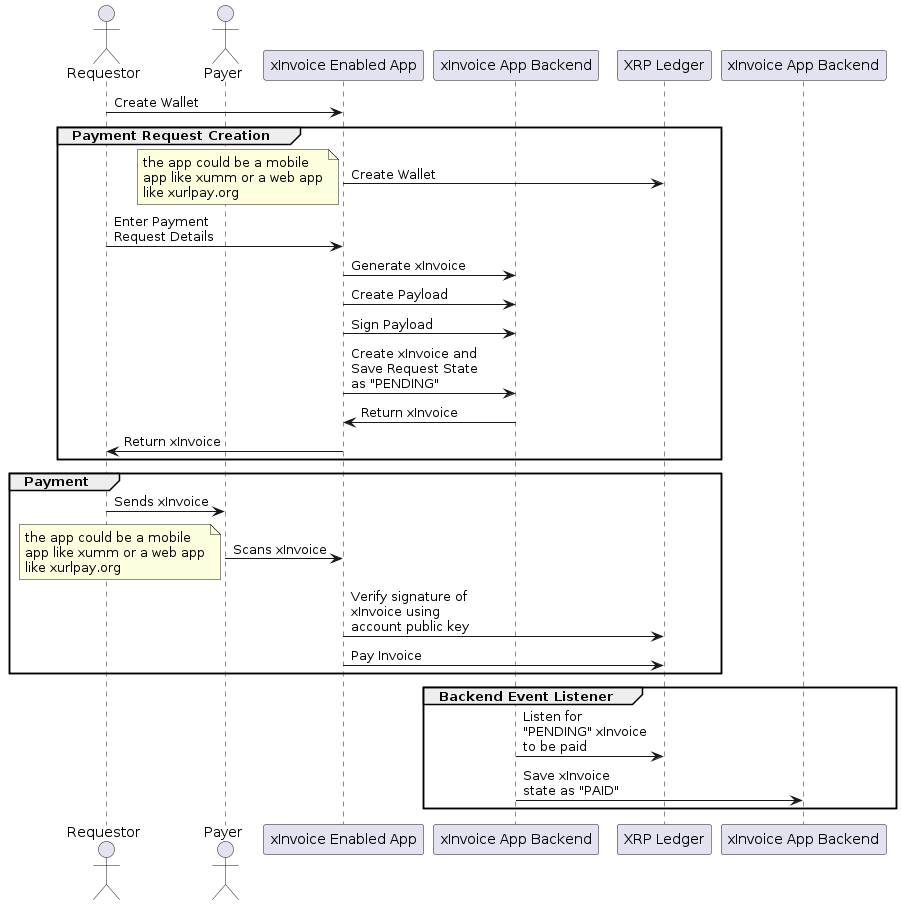 Requestor
Payer
xInvoice Enabled App
xInvoice App Backend
XRP Ledger
xInvoice App Backend
Create Wallet
Payment Request Creation
the app could be a mobile
app like xumm or a web app
like xurlpay.org
Create Wallet
Enter Payment
Request Details
Generate xInvoice
Create Payload
Sign Payload
Create xInvoice and
Save Request State
as "PENDING"
Return xInvoice
Return xInvoice
Payment
Sends xInvoice
the app could be a mobile
app like xumm or a web app
like xurlpay.org
Scans xInvoice
Verify signature of
xInvoice using
account public key
Pay Invoice
Backend Event Listener
Listen for
"PENDING" xInvoice
to be paid
Save xInvoice
state as "PAID"
Requestor
Payer
xInvoice Enabled App
xInvoice App Backend
XRP Ledger
xInvoice App Backend